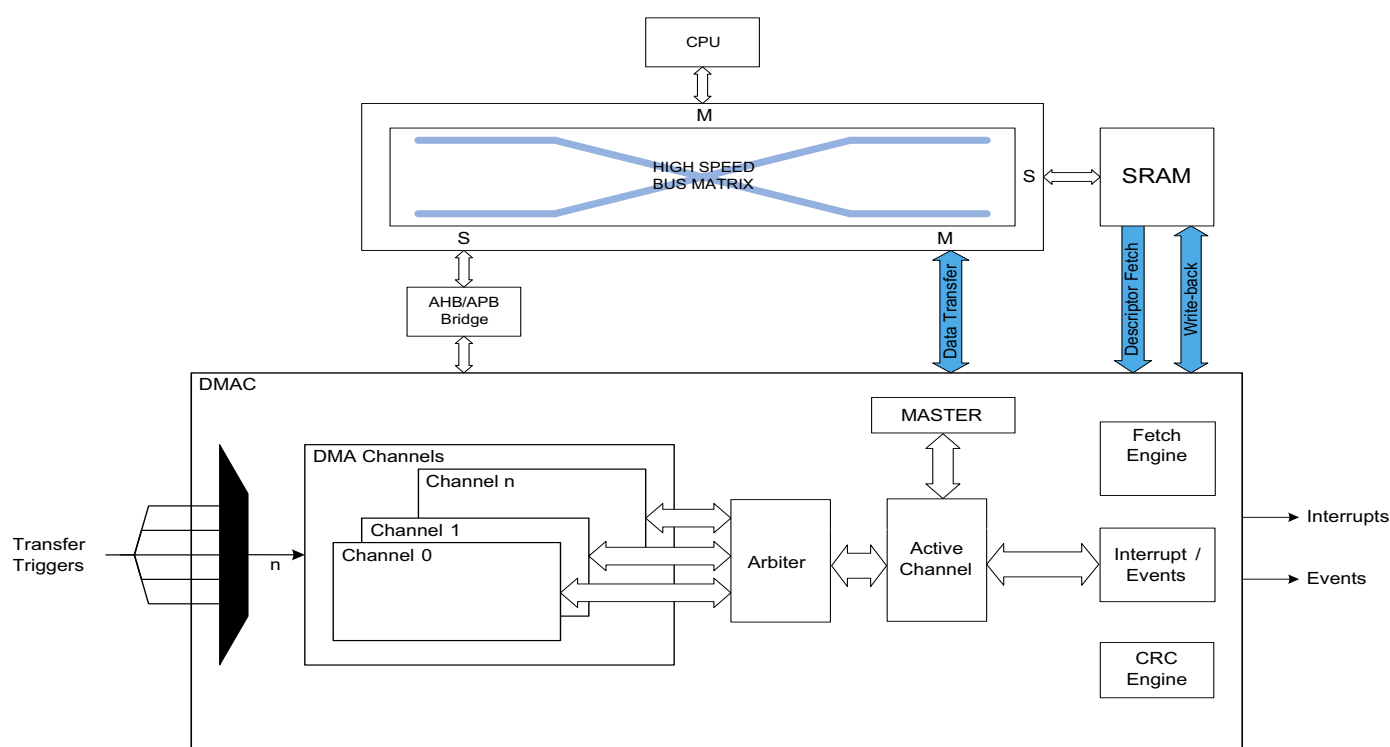 CPU
M
HIGH SPEED
BUS MATRIX
S
SRAM
S
M
AHB/APB
Bridge
Data Transfer
Descriptor Fetch
Write-back
DMAC
MASTER
Fetch
Engine
DMA Channels
Channel n
Channel 1
Channel 0
Transfer
Triggers
n
Arbiter
Active
Channel
Interrupt /
Events
Interrupts
Events
CRC
Engine